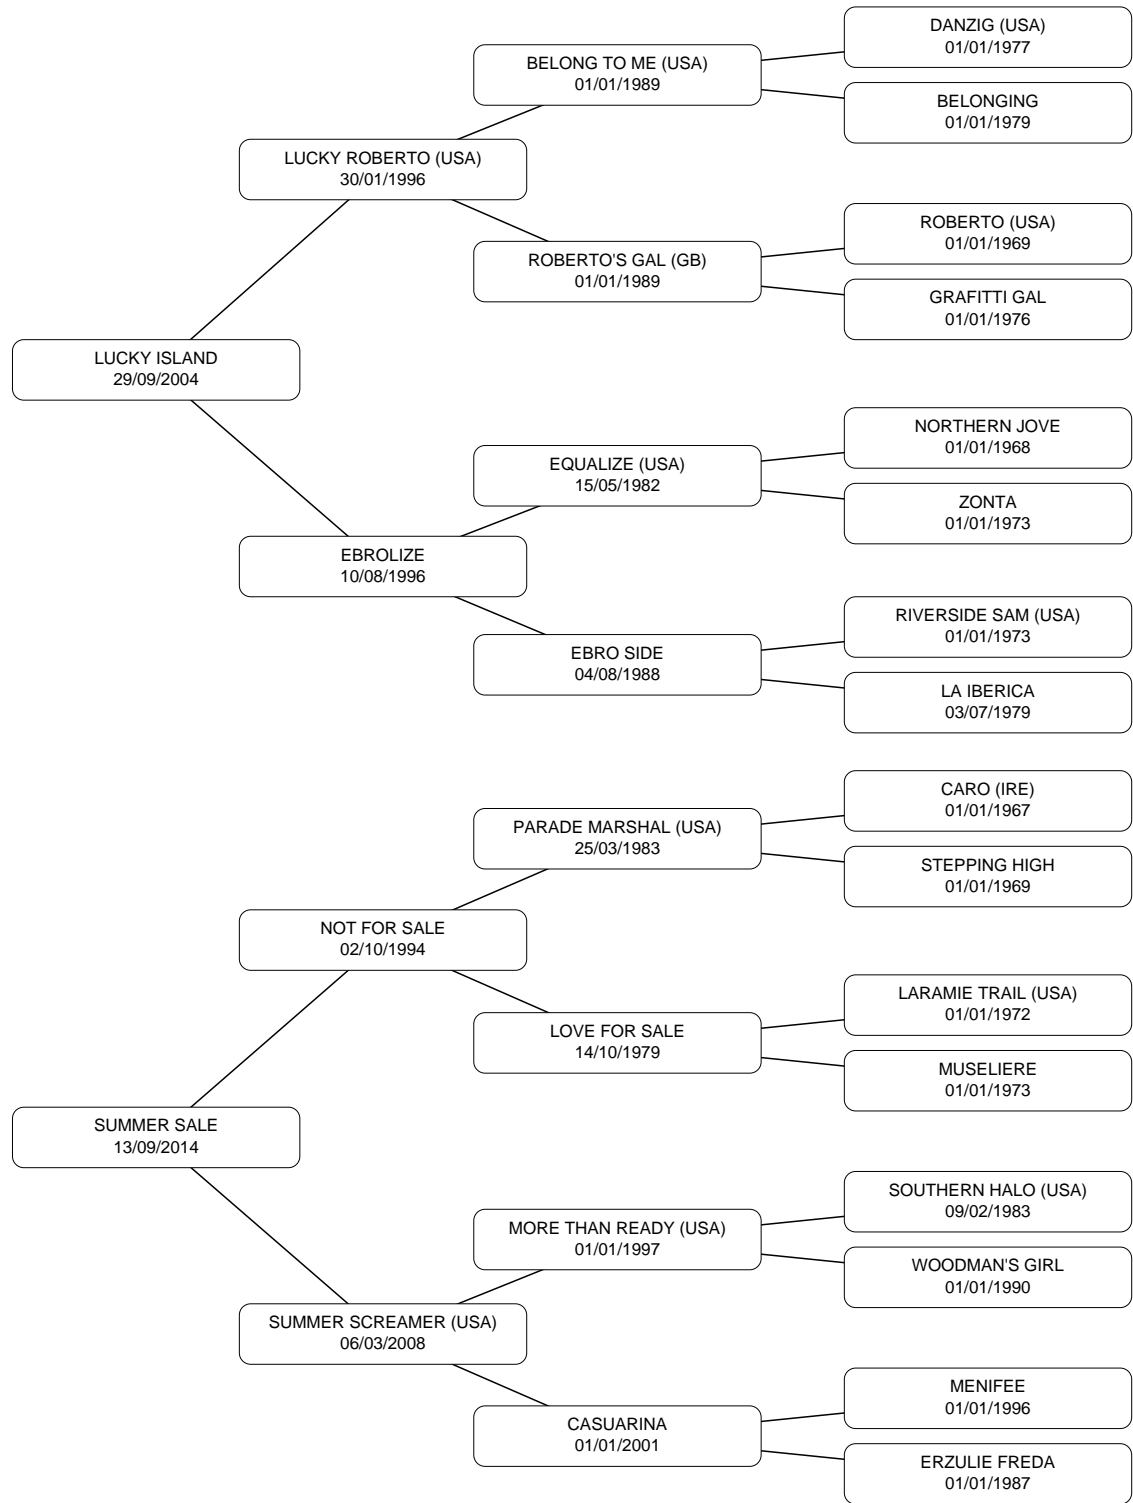 DANZIG (USA)
01/01/1977
BELONG TO ME (USA)
01/01/1989
BELONGING
01/01/1979
LUCKY ROBERTO (USA)
30/01/1996
ROBERTO (USA)
01/01/1969
ROBERTO'S GAL (GB)
01/01/1989
GRAFITTI GAL
01/01/1976
LUCKY ISLAND
29/09/2004
NORTHERN JOVE
01/01/1968
EQUALIZE (USA)
15/05/1982
ZONTA
01/01/1973
EBROLIZE
10/08/1996
RIVERSIDE SAM (USA)
01/01/1973
EBRO SIDE
04/08/1988
LA IBERICA
03/07/1979
CARO (IRE)
01/01/1967
PARADE MARSHAL (USA)
25/03/1983
STEPPING HIGH
01/01/1969
NOT FOR SALE
02/10/1994
LARAMIE TRAIL (USA)
01/01/1972
LOVE FOR SALE
14/10/1979
MUSELIERE
01/01/1973
SUMMER SALE
13/09/2014
SOUTHERN HALO (USA)
09/02/1983
MORE THAN READY (USA)
01/01/1997
WOODMAN'S GIRL
01/01/1990
SUMMER SCREAMER (USA)
06/03/2008
MENIFEE
01/01/1996
CASUARINA
01/01/2001
ERZULIE FREDA
01/01/1987